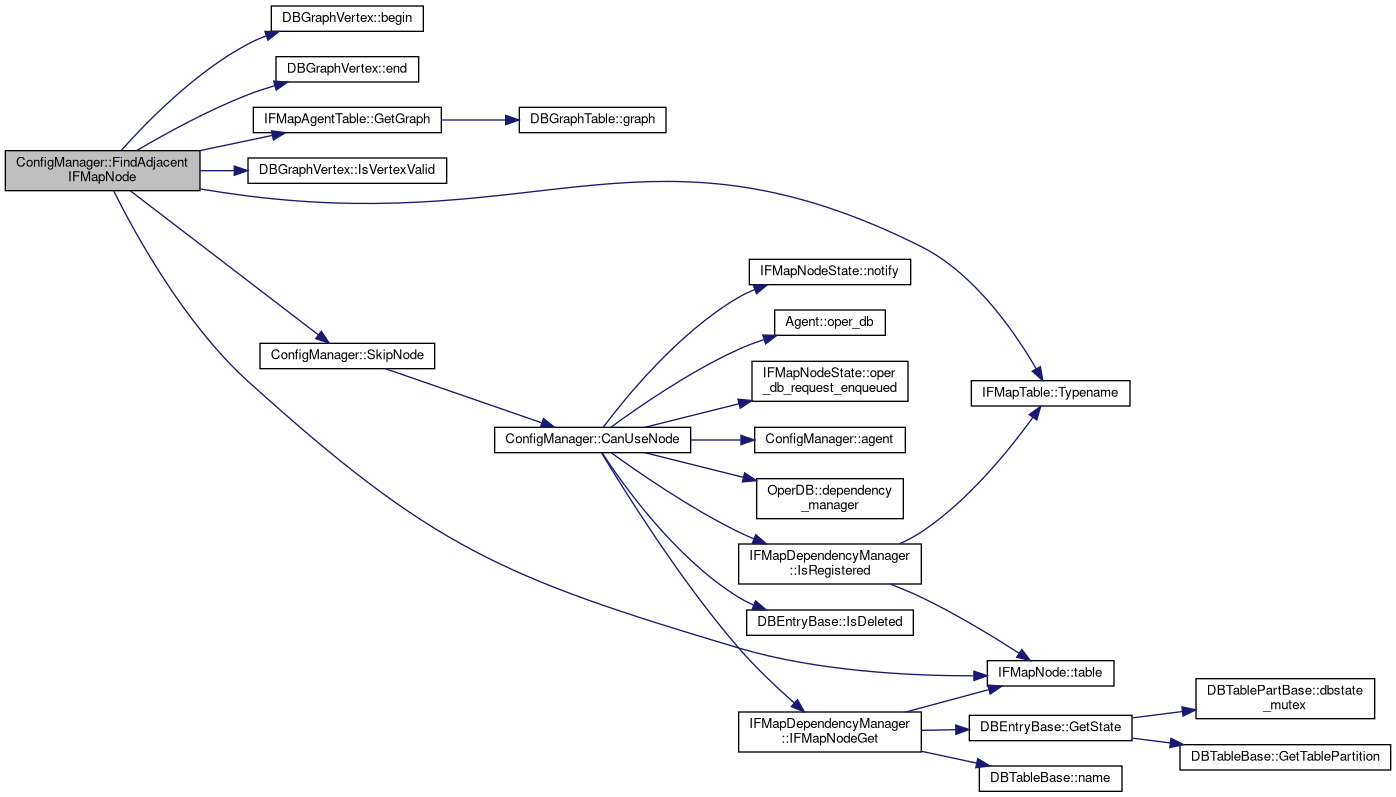 DBGraphVertex::begin
DBGraphVertex::end
IFMapAgentTable::GetGraph
DBGraphTable::graph
ConfigManager::FindAdjacent
IFMapNode
DBGraphVertex::IsVertexValid
IFMapNodeState::notify
Agent::oper_db
ConfigManager::SkipNode
IFMapNodeState::oper
_db_request_enqueued
IFMapTable::Typename
ConfigManager::CanUseNode
ConfigManager::agent
OperDB::dependency
_manager
IFMapDependencyManager
::IsRegistered
DBEntryBase::IsDeleted
IFMapNode::table
IFMapDependencyManager
::IFMapNodeGet
DBEntryBase::GetState
DBTablePartBase::dbstate
_mutex
DBTableBase::GetTablePartition
DBTableBase::name